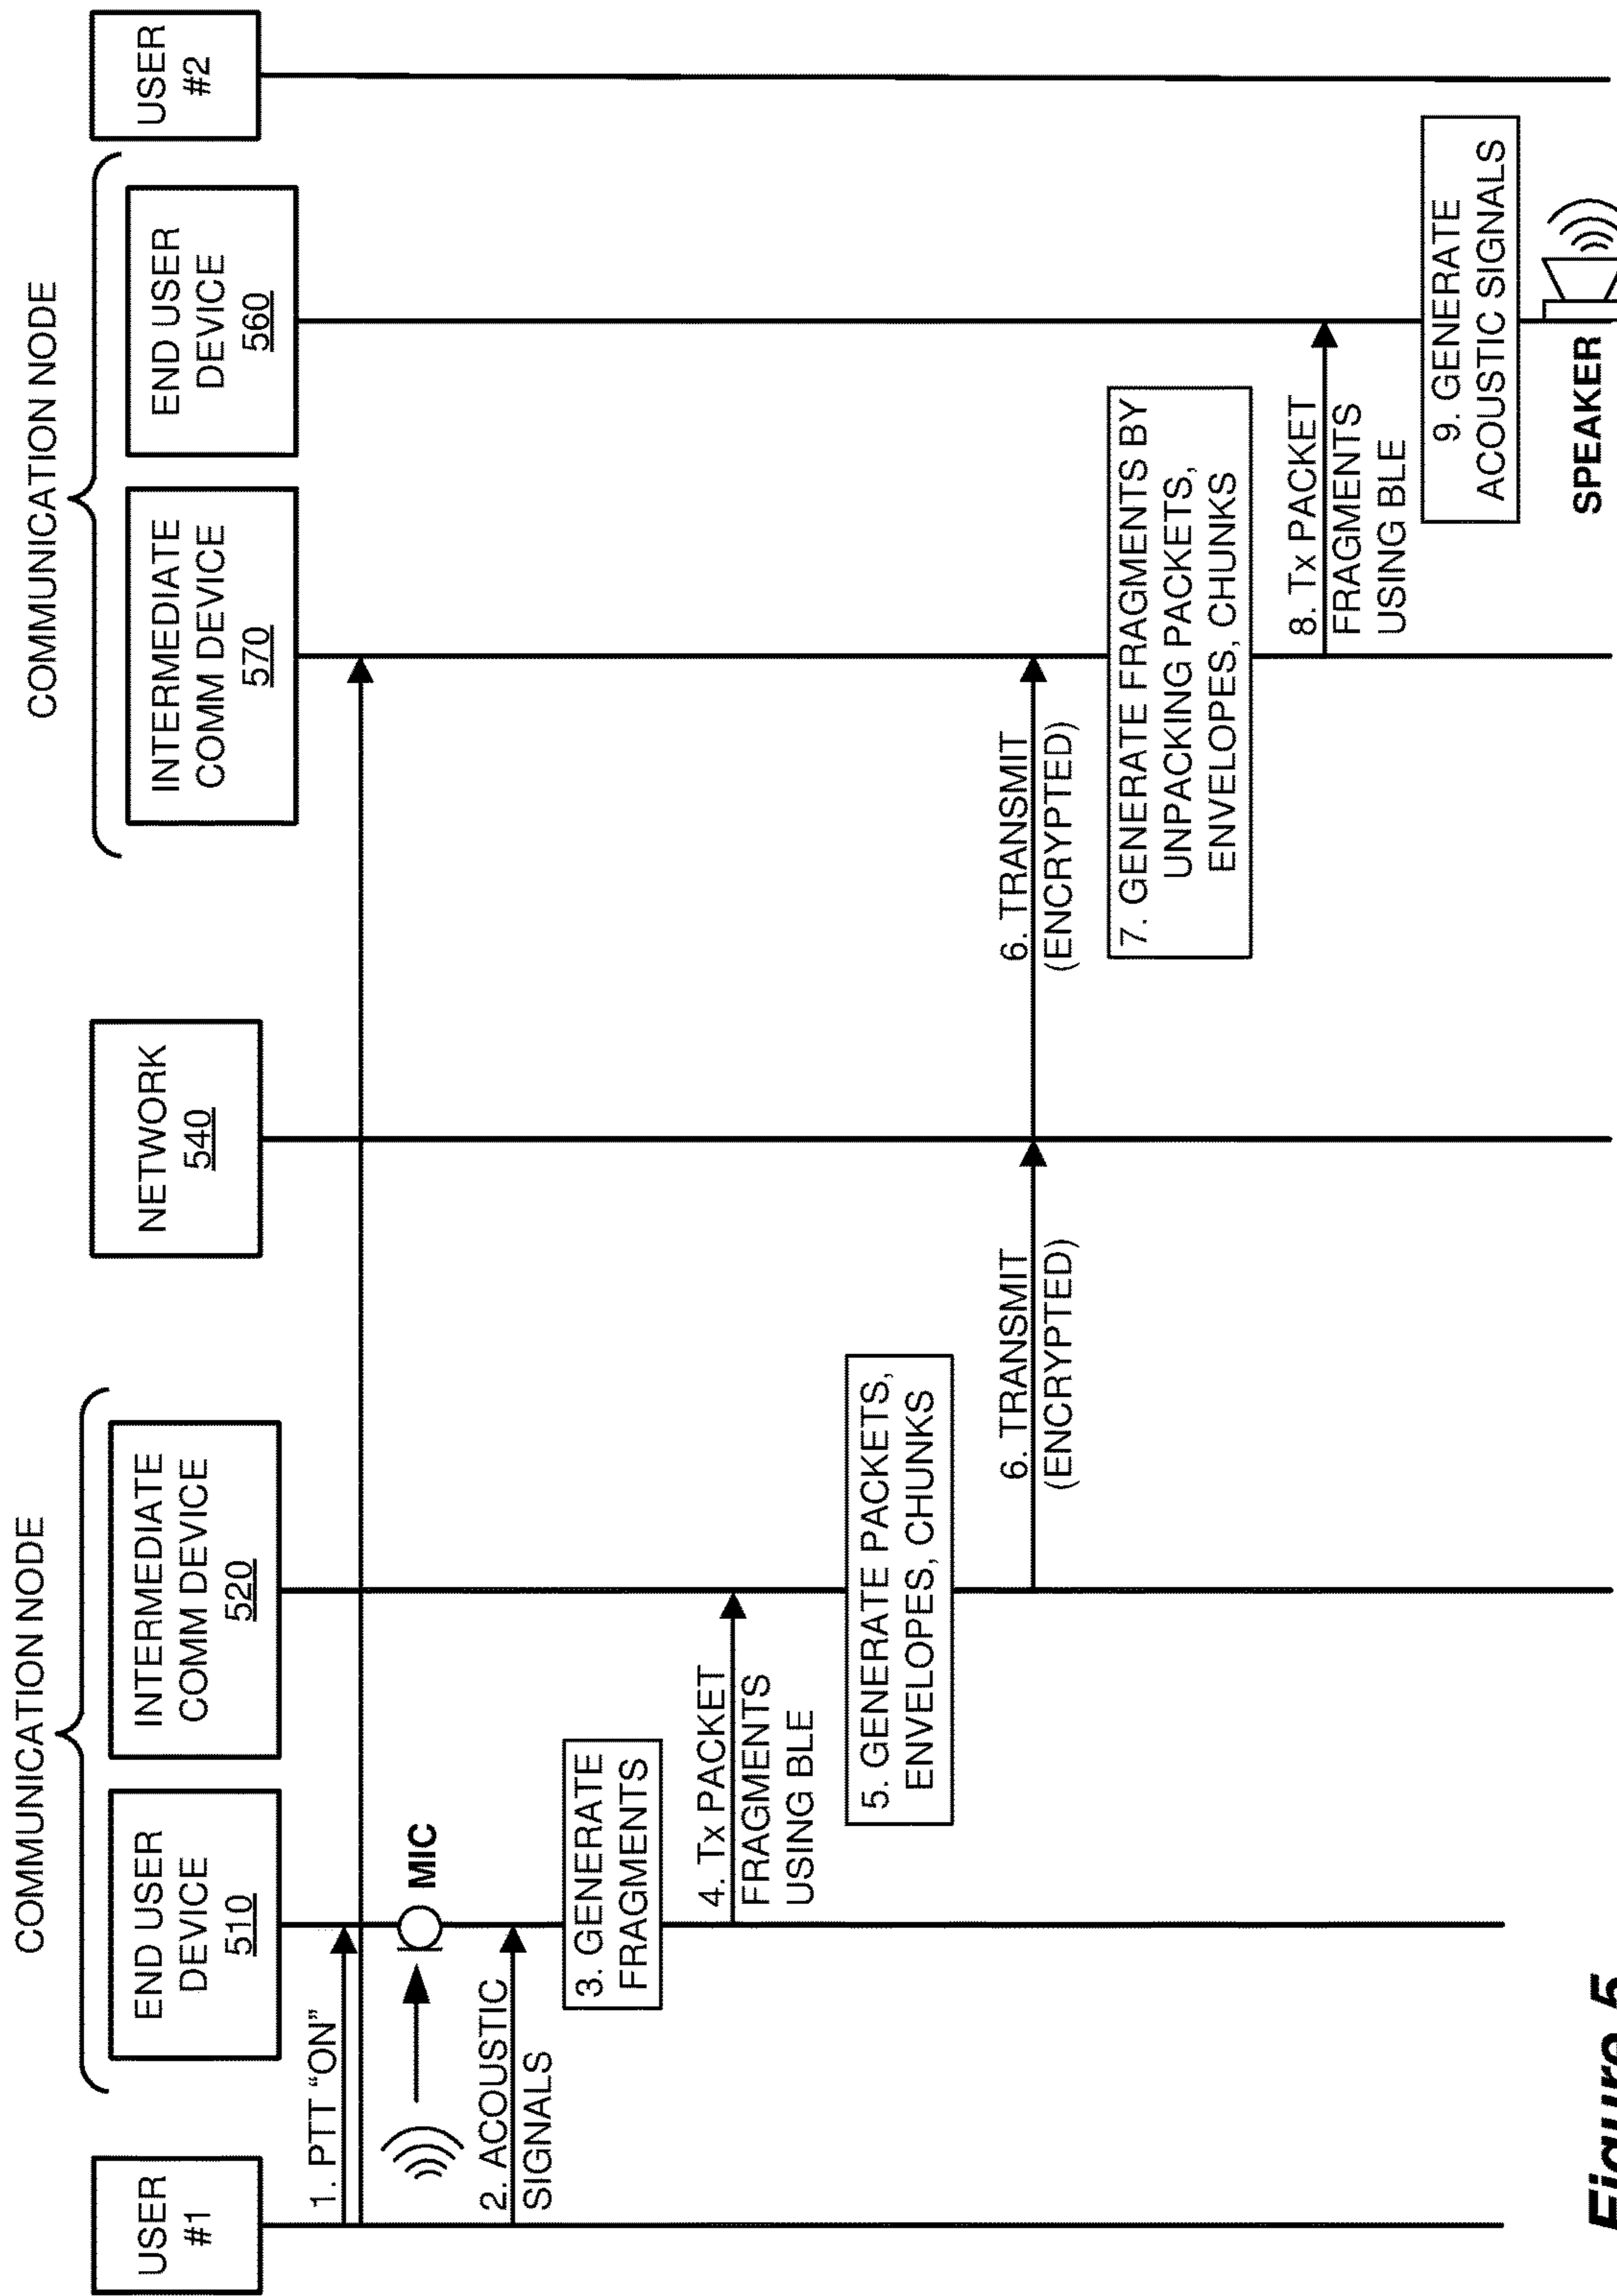 COMMUNICATION NODE
COMMUNICATION NODE
USER
#1
END USER
DEVICE
510
INTERMEDIATE
COMM DEVICE
520
NETWORK
540
INTERMEDIATE
COMM DEVICE
570
END USER
DEVICE
560
USER
#2
1. PTT “ON”
MIC
2. ACOUSTIC
SIGNALS
3. GENERATE
FRAGMENTS
4. Tx PACKET
FRAGMENTS
USING BLE
5. GENERATE PACKETS,
ENVELOPES, CHUNKS
6. TRANSMIT
(ENCRYPTED)
6. TRANSMIT
(ENCRYPTED)
7. GENERATE FRAGMENTS BY
UNPACKING PACKETS,
ENVELOPES, CHUNKS
8. Tx PACKET
FRAGMENTS
USING BLE
9. GENERATE
ACOUSTIC SIGNALS
SPEAKER
Figure 5